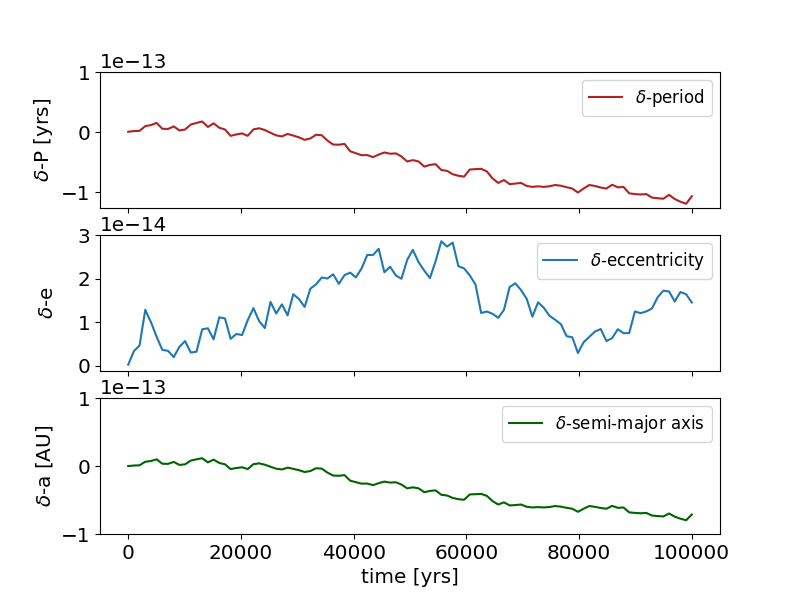 1e−13
1
0
−1
δ-P [yrs]
δ-period
1e−14
3
2
1
0
δ-e
δ-eccentricity
1e−13
1
0
−1
δ-a [AU]
δ-semi-major axis
0 20000 40000 60000 80000 100000
time [yrs]